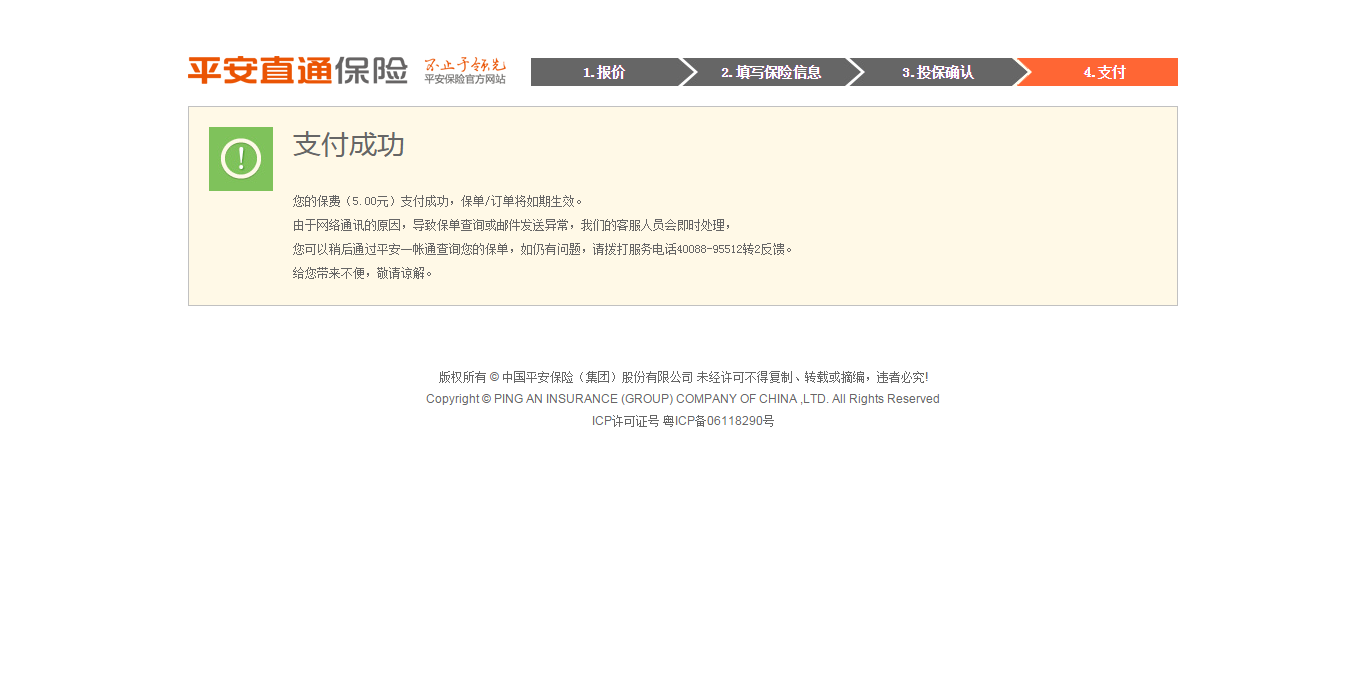 平安直通保险 不止于领先
平安保险官方网站
1.报价 2.填写保险信息 3.投保确认 4.支付
支付成功
您的保费（5.00元）支付成功，保单/订单将如期生效。
由于网络通讯的原因，导致保单查询或邮件发送异常，我们的客服人员会即时处理，
您可以稍后通过平安一帐通查询您的保单，如仍有问题，请拨打服务电话40088-95512转2反馈。
给您带来不便，敬请谅解。
版权所有 © 中国平安保险（集团）股份有限公司 未经许可不得复制、转载或摘编，违者必究!
Copyright © PING AN INSURANCE (GROUP) COMPANY OF CHINA ,LTD. All Rights Reserved
ICP许可证号 粤ICP备06118290号